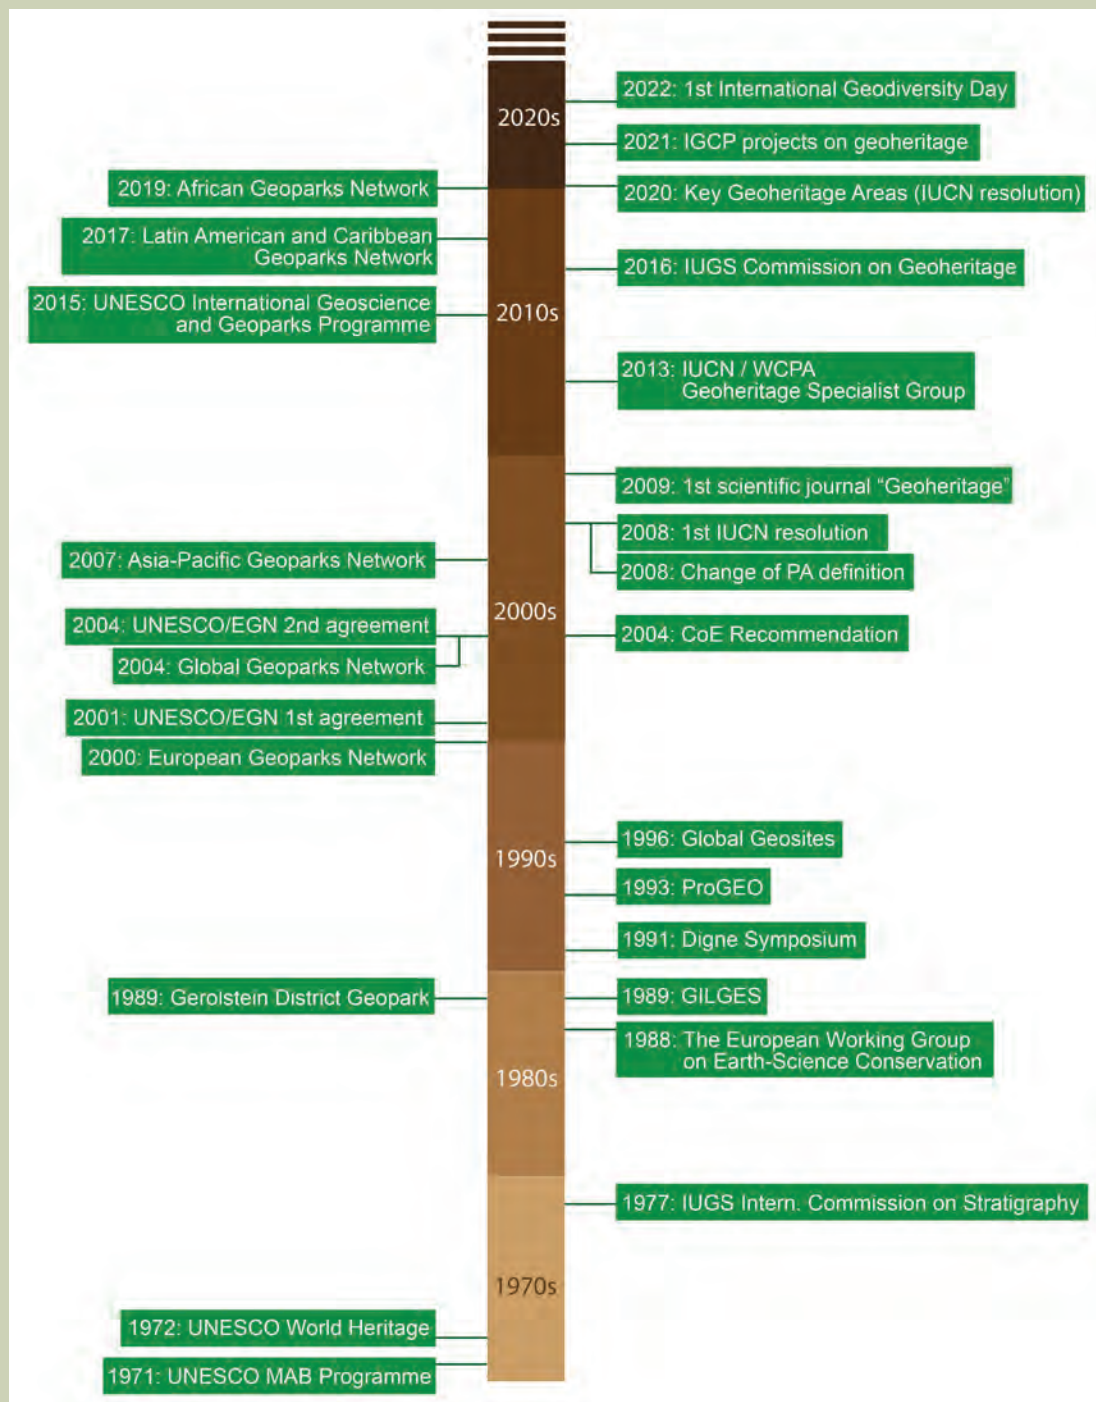 2020s
2022: 1st International Geodiversity Day
2021: IGCP projects on geoheritage
2019: African Geoparks Network
2020: Key Geoheritage Areas (IUCN resolution)
2017: Latin American and Caribbean
Geoparks Network
2016: IUGS Commission on Geoheritage
2015: UNESCO International Geoscience
and Geoparks Programme
2010s
2013: IUCN / WCPA
Geoheritage Specialist Group
2009: 1st scientific journal “Geoheritage”
2008: 1st IUCN resolution
2007: Asia-Pacific Geoparks Network
2008: Change of PA definition
2000s
2004: UNESCO/EGN 2nd agreement
2004: CoE Recommendation
2004: Global Geoparks Network
2001: UNESCO/EGN 1st agreement
2000: European Geoparks Network
1996: Global Geosites
1990s
1993: ProGEO
1991: Digne Symposium
1989: Gerolstein District Geopark
1989: GILGES
1988: The European Working Group
on Earth-Science Conservation
1980s
1977: IUGS Intern. Commission on Stratigraphy
1970s
1972: UNESCO World Heritage
1971: UNESCO MAB Programme